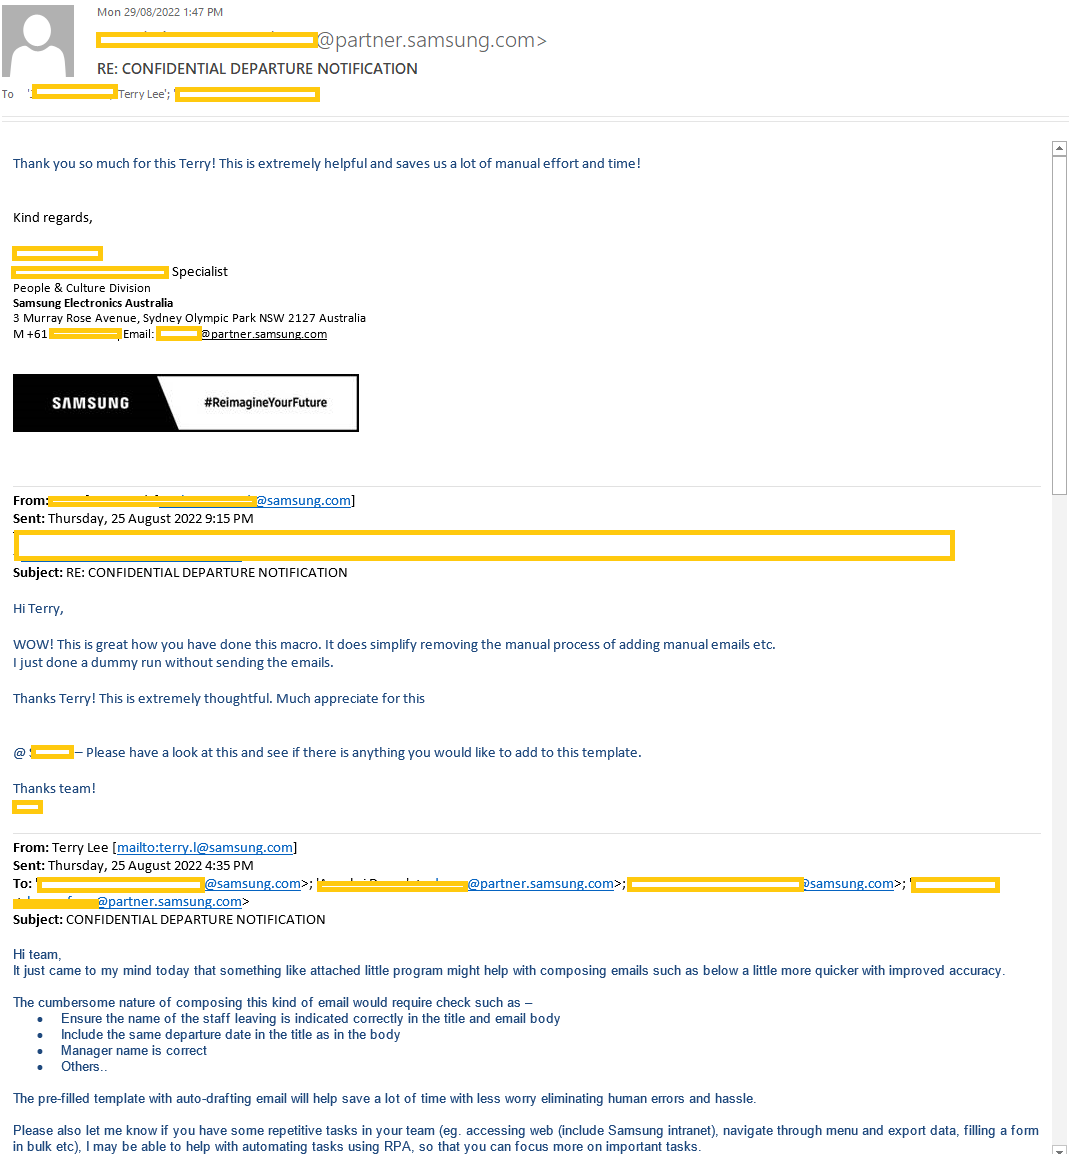 Mon 29/08/2022 1:47 PM
@partner.samsung.com>
RE: CONFIDENTIAL DEPARTURE NOTIFICATION
To Terry Lee';
Thank you so much for this Terry! This is extremely helpful and saves us a lot of manual effort and time!
Kind regards,
Specialist
People & Culture Division
Samsung Electronics Australia
3 Murray Rose Avenue, Sydney Olympic Park NSW 2127 Australia
M +61 Email: @partner.samsung.com
SAMSUNG #ReimagineYourFuture
From: @samsung.com]
Sent: Thursday, 25 August 2022 9:15 PM
Subject: RE: CONFIDENTIAL DEPARTURE NOTIFICATION
Hi Terry,
WOW! This is great how you have done this macro. It does simplify removing the manual process of adding manual emails etc.
I just done a dummy run without sending the emails.
Thanks Terry! This is extremely thoughtful. Much appreciate for this
@ – Please have a look at this and see if there is anything you would like to add to this template.
Thanks team!
From: Terry Lee [mailto:terry.l@samsung.com]
Sent: Thursday, 25 August 2022 4:35 PM
To: ' @samsung.com>; ' @partner.samsung.com>; @samsung.com>; '
@partner.samsung.com>
Subject: CONFIDENTIAL DEPARTURE NOTIFICATION
Hi team,
It just came to my mind today that something like attached little program might help with composing emails such as below a little more quicker with improved accuracy.
The cumbersome nature of composing this kind of email would require check such as –
• Ensure the name of the staff leaving is indicated correctly in the title and email body
• Include the same departure date in the title as in the body
• Manager name is correct
• Others..
The pre-filled template with auto-drafting email will help save a lot of time with less worry eliminating human errors and hassle.
Please also let me know if you have some repetitive tasks in your team (eg. accessing web (include Samsung intranet), navigate through menu and export data, filling a form
in bulk etc), I may be able to help with automating tasks using RPA, so that you can focus more on important tasks.